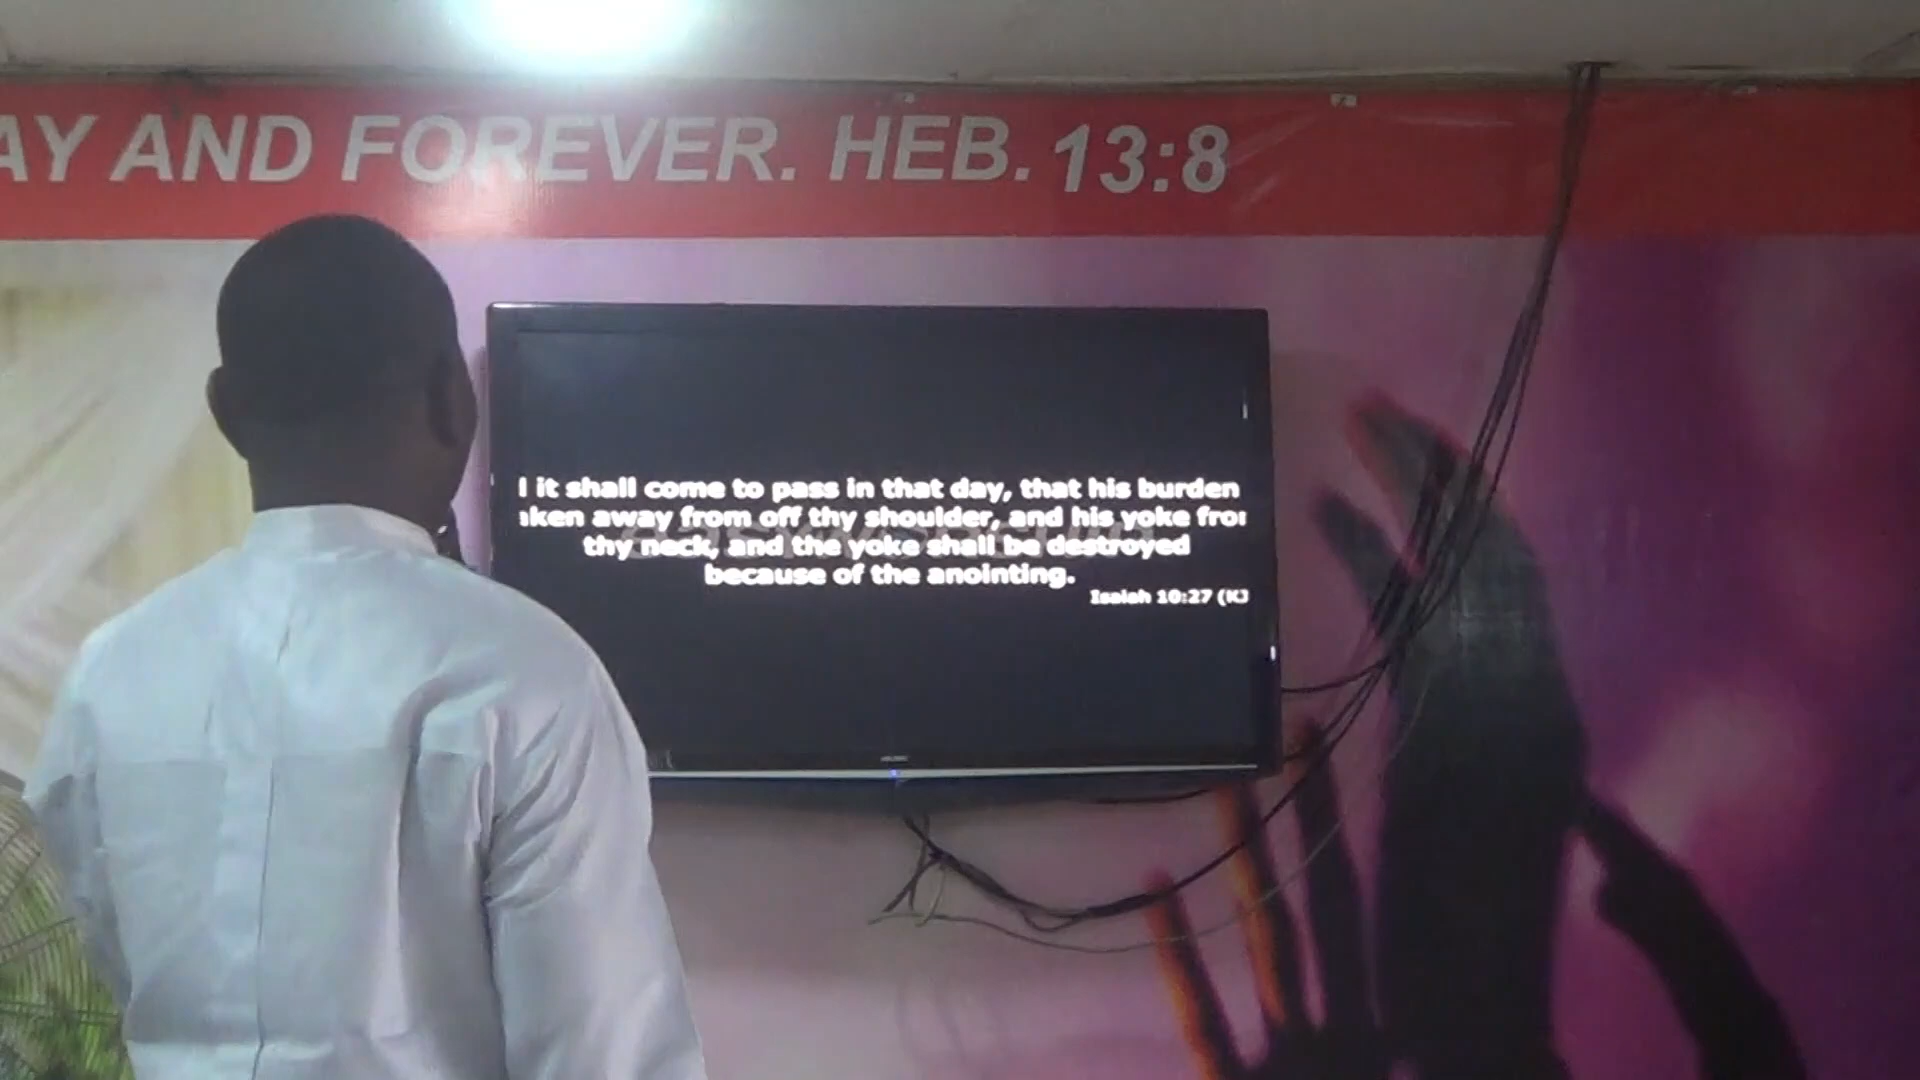 AY AND FOREVER. HEB. 13:8
it shall come to pass in that day, that his burden
aken away from off thy shoulder, and his yoke from
thy neck, and the yoke shall be destroyed
because of the anointing.
Isaiah 10:27 (KJ